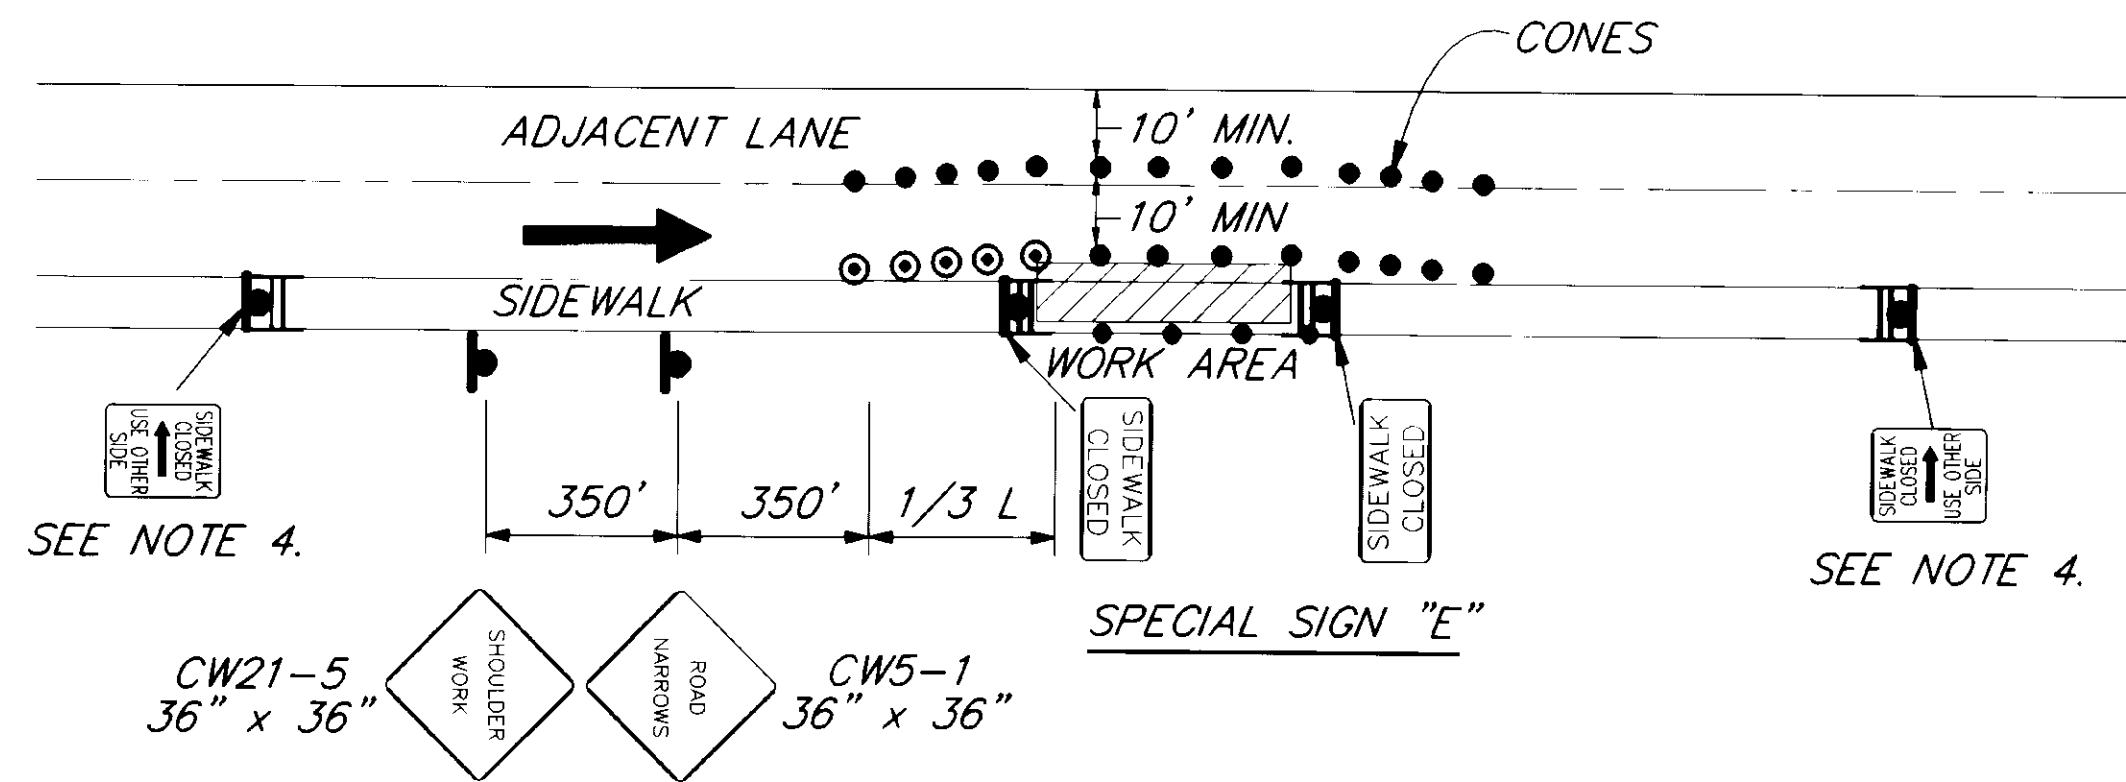 CONES
ADJACENT LANE
10' MIN.
10' MIN
SIDEWALK
WORK AREA
SIDEWALK
CLOSED
USE OTHER
SIDE
SEE NOTE 4.
350'
350'
1/3 L
SIDEWALK
CLOSED
SIDEWALK
CLOSED
SIDEWALK
CLOSED
USE OTHER
SIDE
SEE NOTE 4.
SPECIAL SIGN "E"
CW21-5
36" x 36"
SHOULDER
WORK
ROAD
NARROWS
CW5-1
36" x 36"